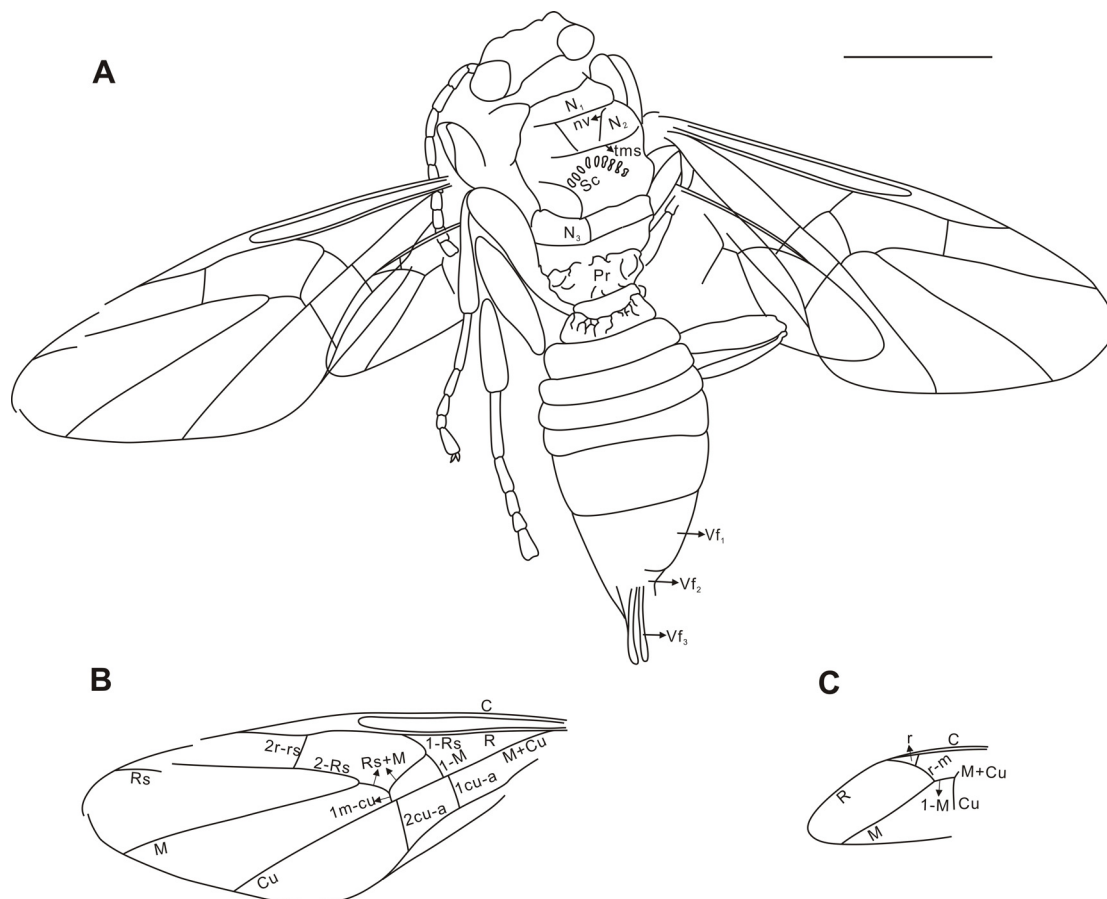 A
N₁
nv
N₂
tms
Sc
N₃
Pr
Vf₁
Vf₂
Vf₃
B
C
2r-rs
1-Rs
R
M+Cu
Rs
2-Rs
Rs+M
1-M
1m-cu
2cu-a
1cu-a
M
Cu
C
r
C
r-m
M+Cu
R
1-M
Cu
M